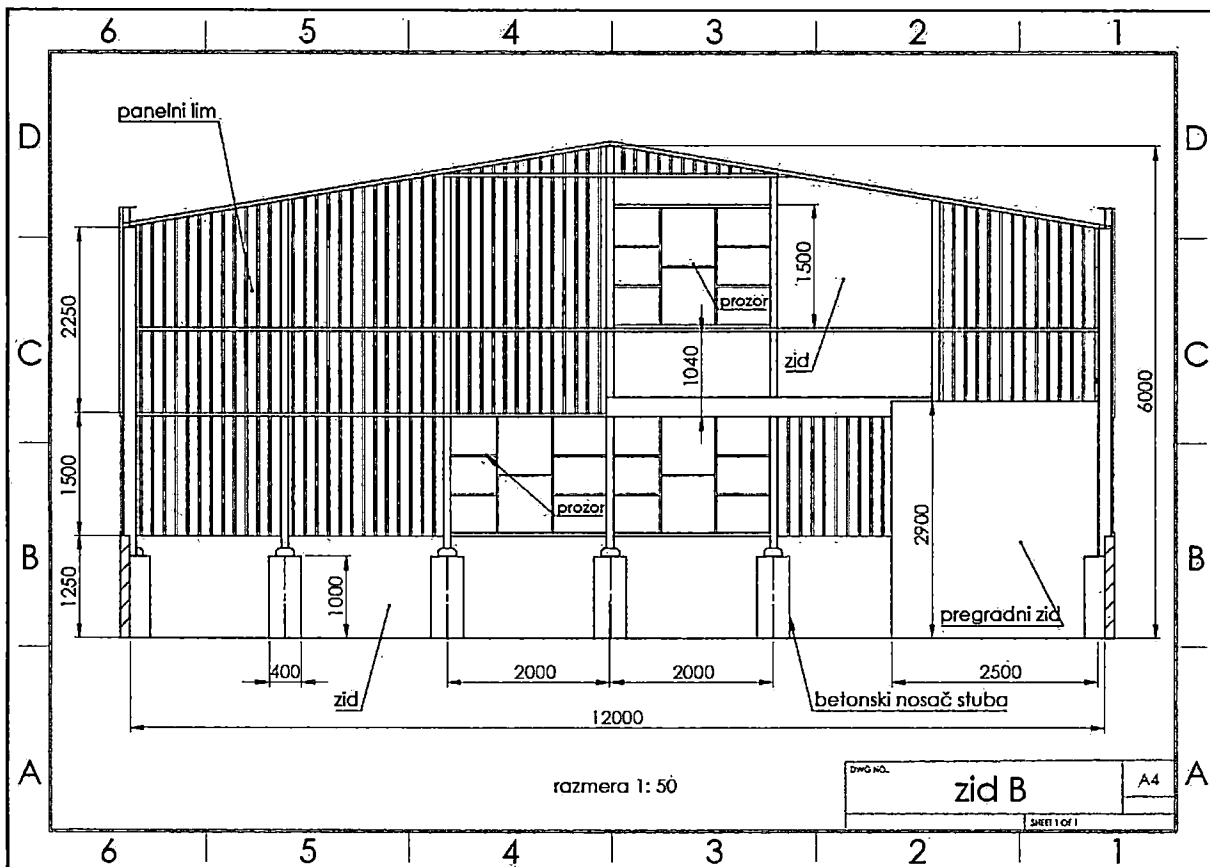 6 5 4 3 2 1
D D
panelni lim
prozor
1500
zid
2250
C C
1040
6000
prozor
1500
2900
B B
1250
1000
pregradni zid
400
2000
2000
2500
zid
betonski nosač stuba
12000
A A
razmera 1: 50
DWG NO.
zid B
A4
SHEET 1 OF 1
6 5 4 3 2 1